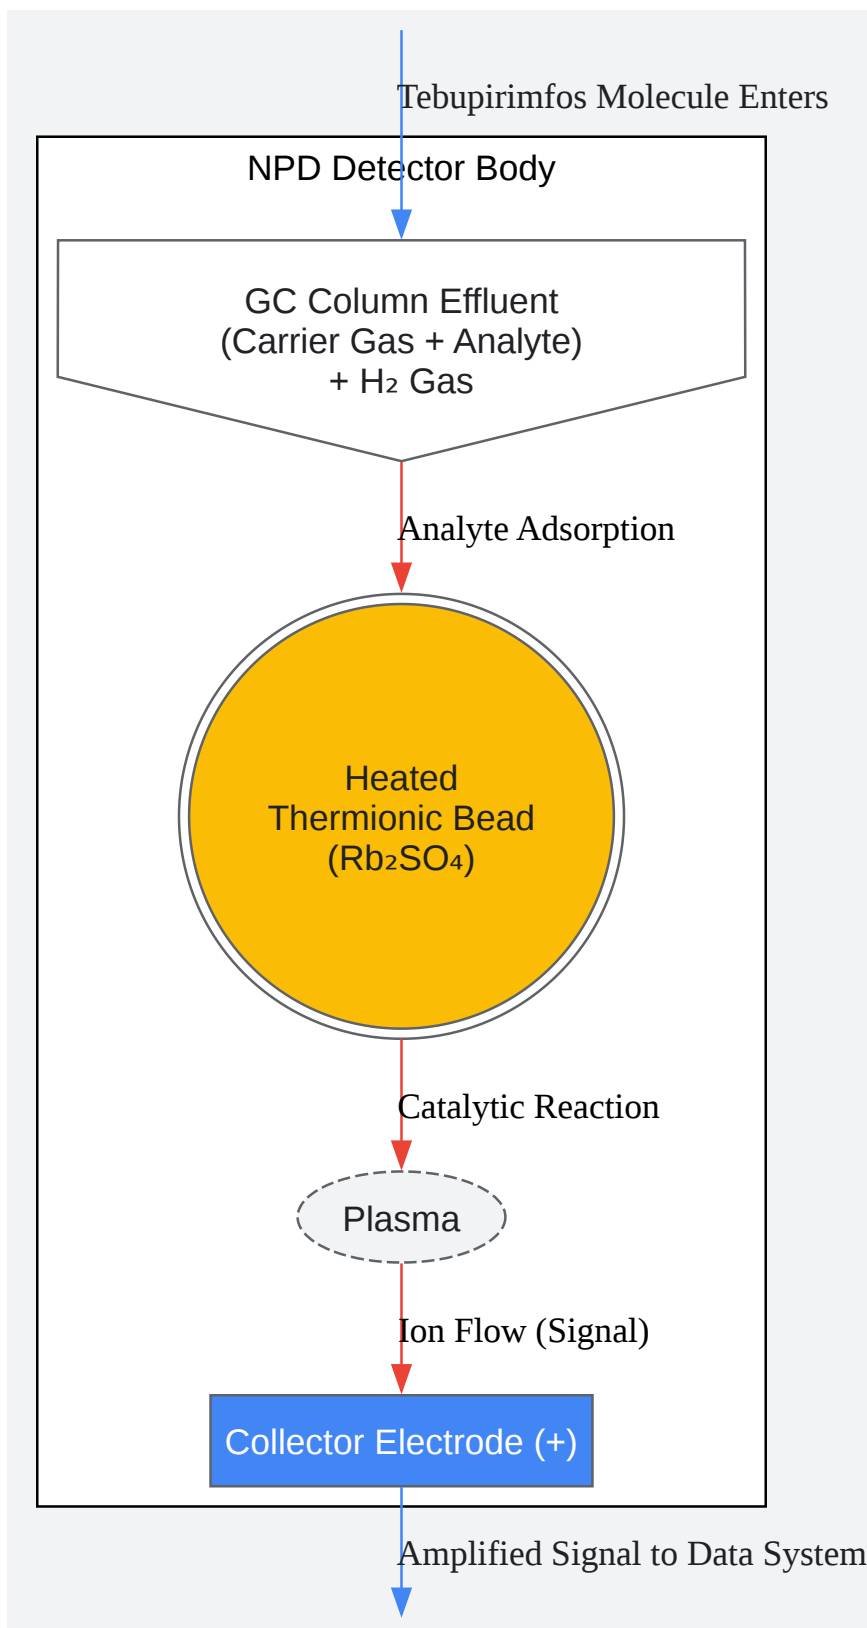 Tebupirimfos Molecule Enters
NPD Detector Body
GC Column Effluent
(Carrier Gas + Analyte)
+ H₂ Gas
Analyte Adsorption
Heated
Thermionic Bead
(Rb₂SO₄)
Catalytic Reaction
Plasma
Ion Flow (Signal)
Collector Electrode (+)
Amplified Signal to Data System